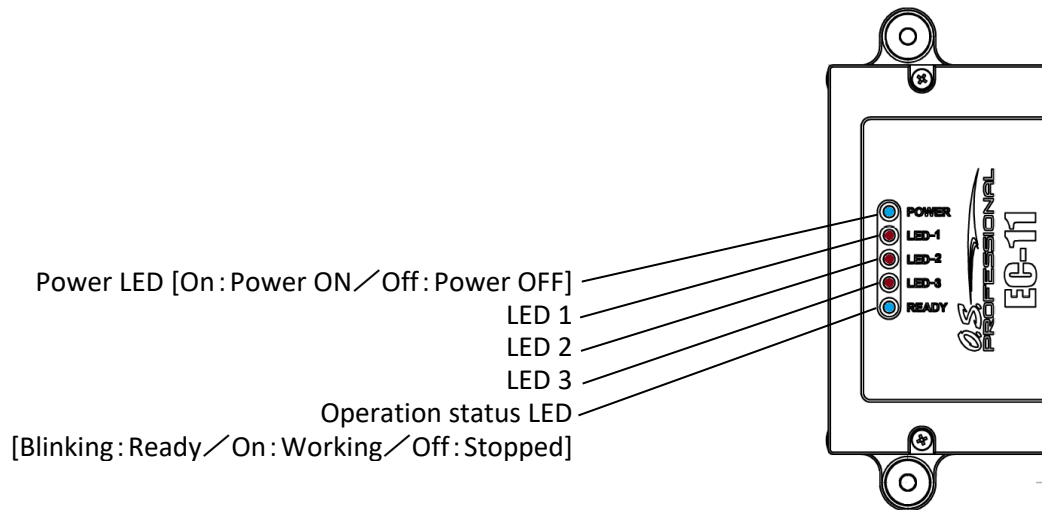 Power LED [On:Power ON／Off:Power OFF]
LED 1
LED 2
LED 3
Operation status LED
[Blinking:Ready／On:Working／Off:Stopped]
POWER
LED-1
LED-2
LED-3
READY
O.S.
PROFESSIONAL
EC-11